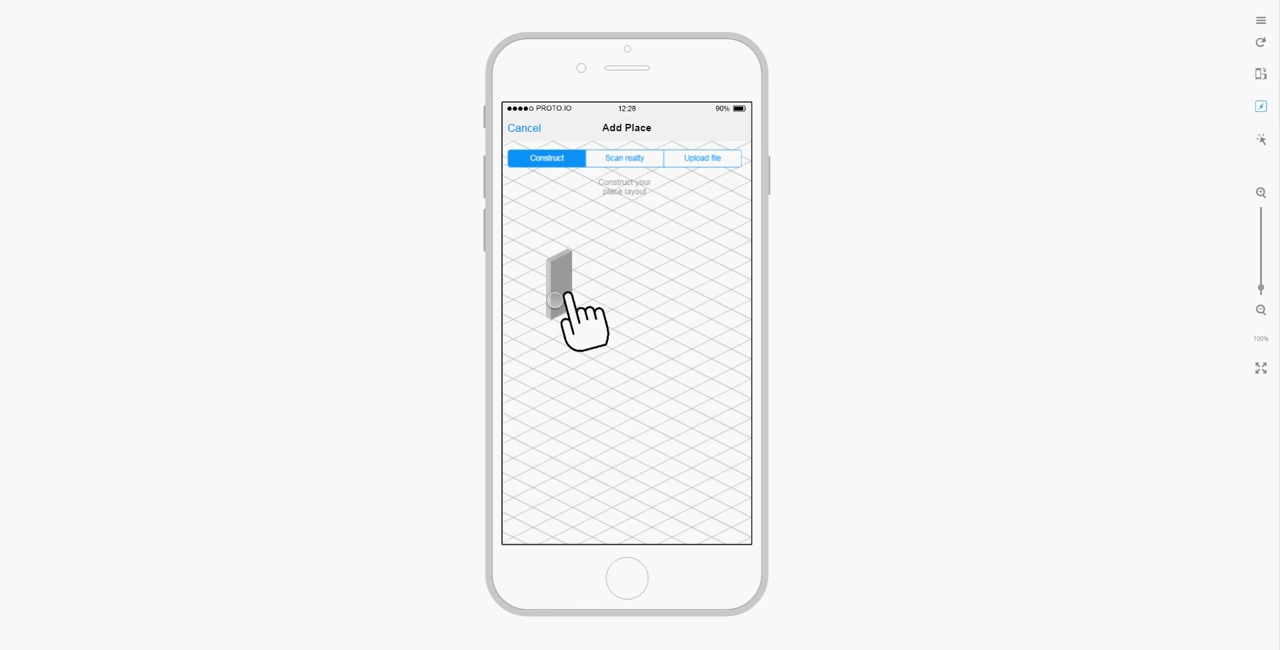 PROTO.IO 12:28 90%
Cancel Add Place
Construct Scan realty Upload file
Construct your
place layout
100%